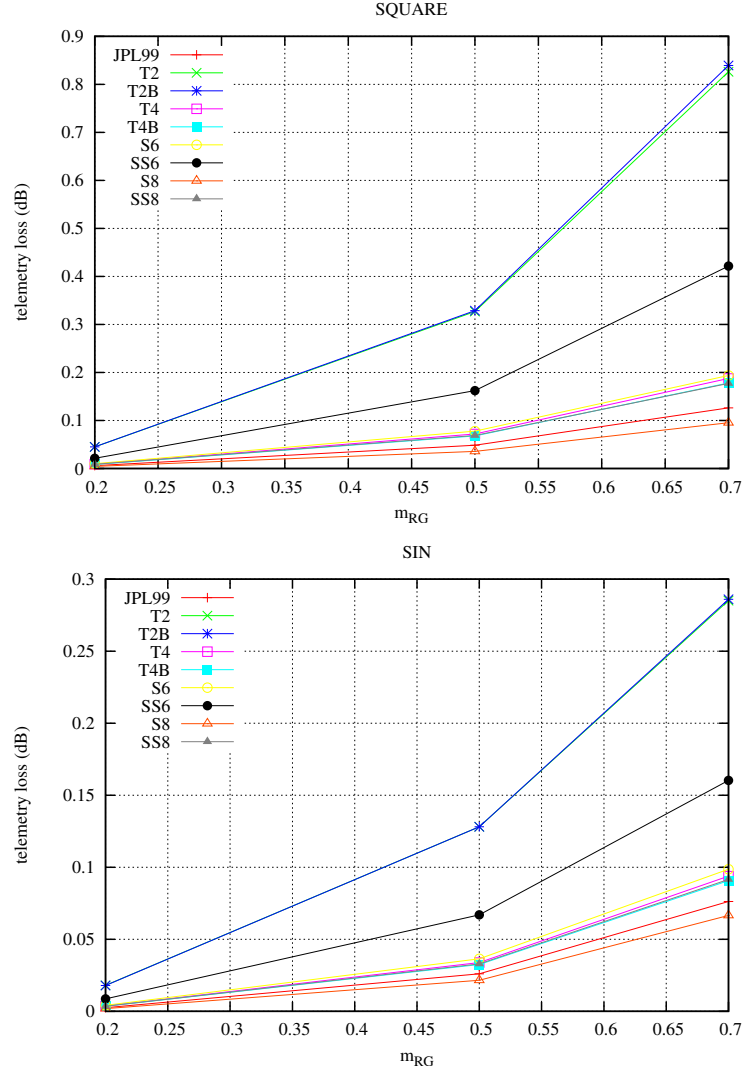 SQUARE
0.9
0.8
0.7
0.6
0.5
0.4
0.3
0.2
0.1
0
telemetry loss (dB)
JPL99
T2
T2B
T4
T4B
S6
SS6
S8
SS8
0.2 0.25 0.3 0.35 0.4 0.45 0.5 0.55 0.6 0.65 0.7
mRG
SIN
0.3
0.25
0.2
0.15
0.1
0.05
0
telemetry loss (dB)
JPL99
T2
T2B
T4
T4B
S6
SS6
S8
SS8
0.2 0.25 0.3 0.35 0.4 0.45 0.5 0.55 0.6 0.65 0.7
mRG